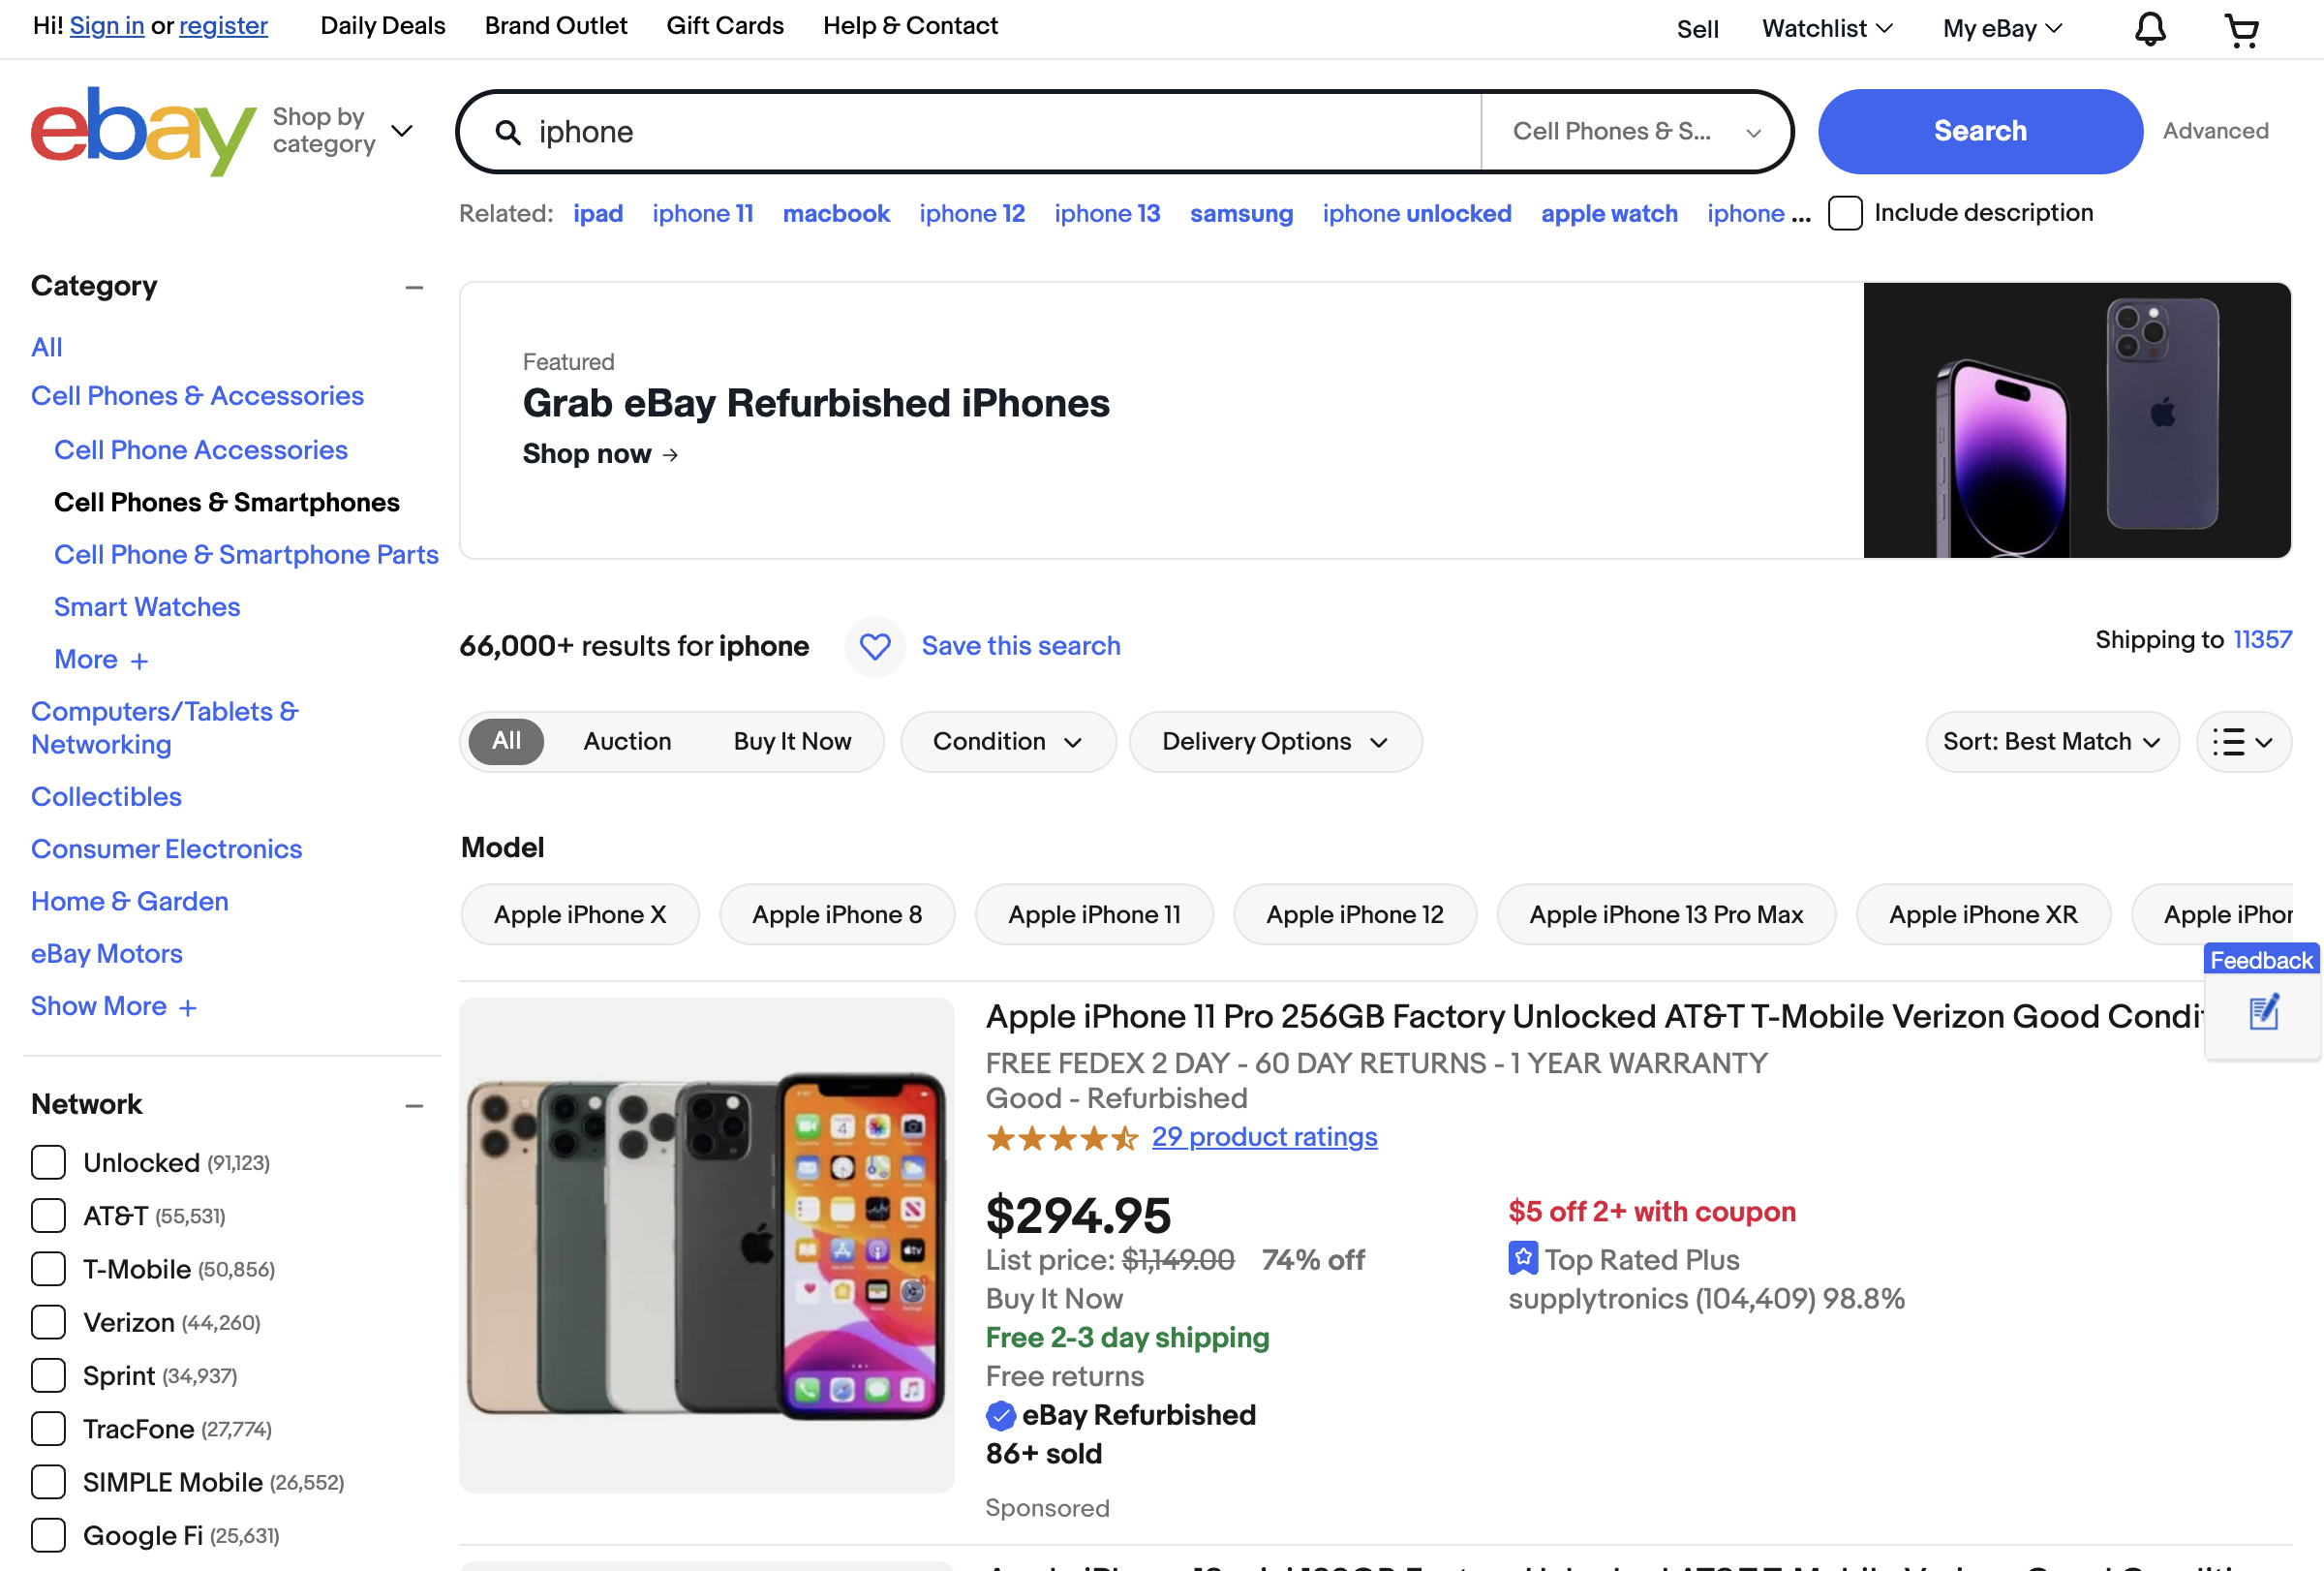 Hi! Sign in or register Daily Deals Brand Outlet Gift Cards Help & Contact Sell Watchlist My eBay
ebay Shop by category iphone Cell Phones & S... Search Advanced
Related: ipad iphone 11 macbook iphone 12 iphone 13 samsung iphone unlocked apple watch iphone ... Include description
Category
All
Cell Phones & Accessories
Cell Phone Accessories
Cell Phones & Smartphones
Cell Phone & Smartphone Parts
Smart Watches
More +
Computers/Tablets &
Networking
Collectibles
Consumer Electronics
Home & Garden
eBay Motors
Show More +
Network
Unlocked (91,123)
AT&T (55,531)
T-Mobile (50,856)
Verizon (44,260)
Sprint (34,937)
TracFone (27,774)
SIMPLE Mobile (26,552)
Google Fi (25,631)
Featured
Grab eBay Refurbished iPhones
Shop now →
66,000+ results for iphone Save this search Shipping to 11357
All Auction Buy It Now Condition Delivery Options Sort: Best Match
Model
Apple iPhone X Apple iPhone 8 Apple iPhone 11 Apple iPhone 12 Apple iPhone 13 Pro Max Apple iPhone XR Apple iPhon
Feedback
Apple iPhone 11 Pro 256GB Factory Unlocked AT&T T-Mobile Verizon Good Condi
FREE FEDEX 2 DAY - 60 DAY RETURNS - 1 YEAR WARRANTY
Good - Refurbished
29 product ratings
$294.95
List price: $1,149.00 74% off
Buy It Now
Free 2-3 day shipping
Free returns
eBay Refurbished
86+ sold
Sponsored
$5 off 2+ with coupon
Top Rated Plus
supplytronics (104,409) 98.8%